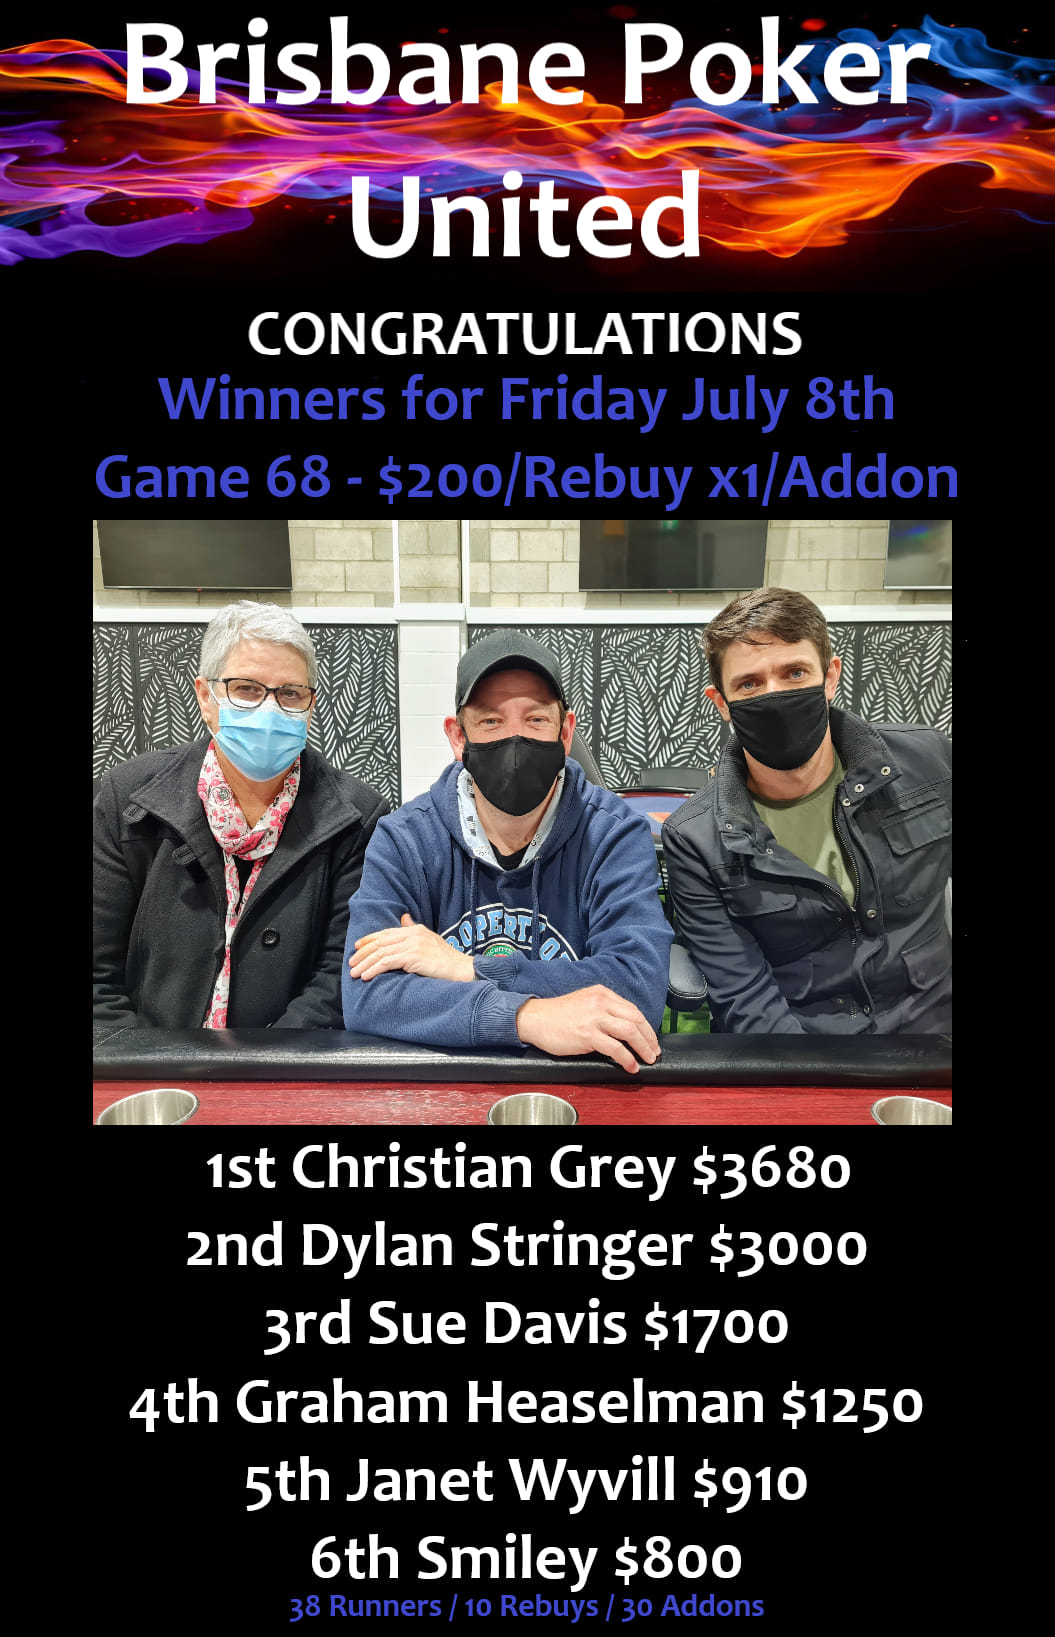 Brisbane Poker
United
CONGRATULATIONS
Winners for Friday July 8th
Game 68 - $200/Rebuy x1/Addon
1st Christian Grey $3680
2nd Dylan Stringer $3000
3rd Sue Davis $1700
4th Graham Heaselman $1250
5th Janet Wyvill $910
6th Smiley $800
38 Runners / 10 Rebuys / 30 Addons